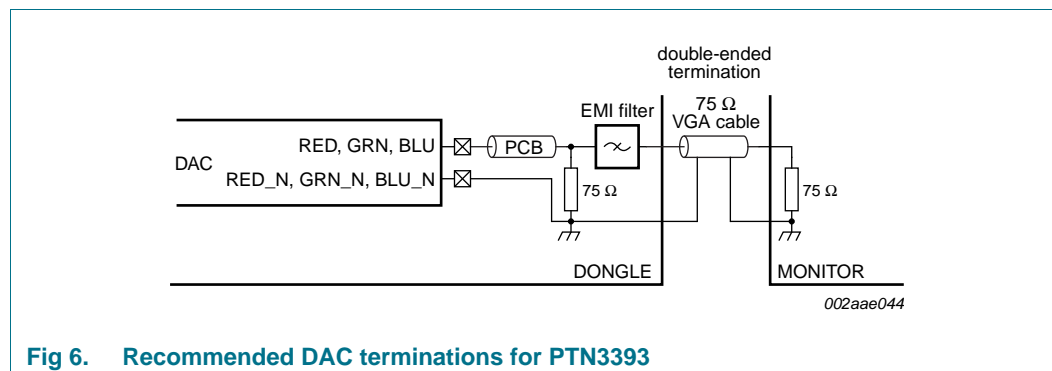 double-ended
termination
EMI filter
75 Ω
VGA cable
DAC
RED, GRN, BLU
PCB
RED_N, GRN_N, BLU_N
75 Ω
75 Ω
DONGLE
MONITOR
002aae044
Fig 6. Recommended DAC terminations for PTN3393